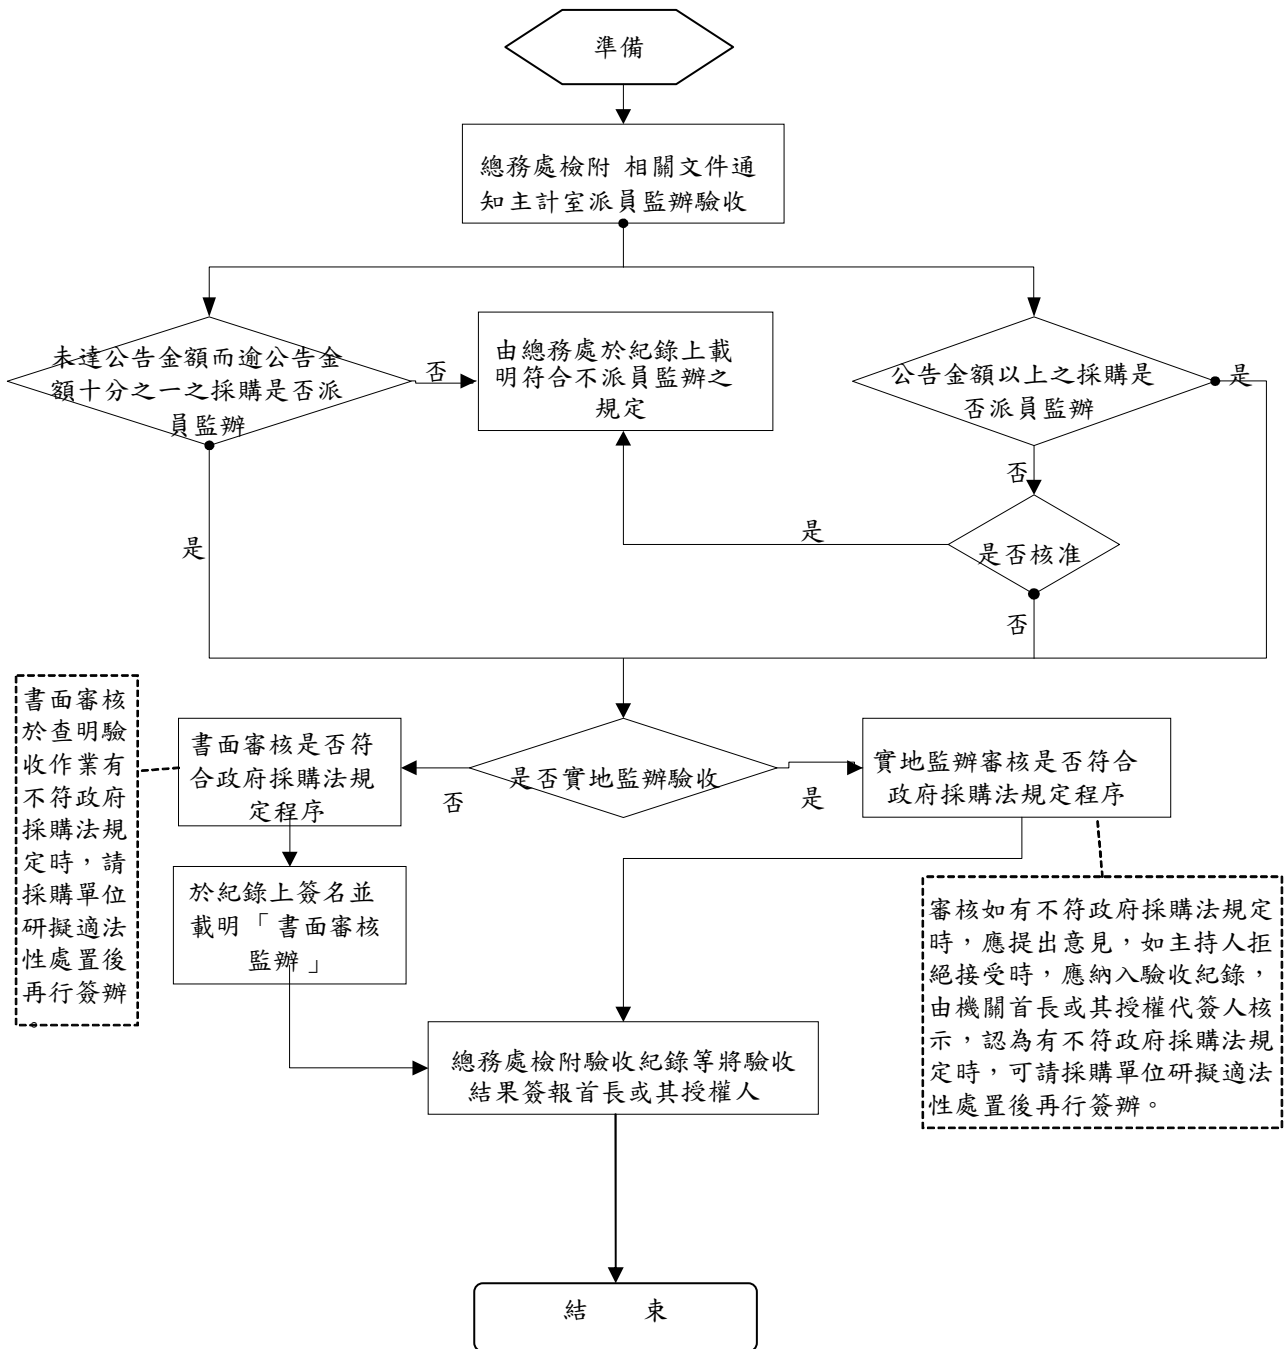 準備
總務處檢附 相關文件通
知主計室派員監辦驗收
未達公告金額而逾公告金
額十分之一之採購是否派
員監辦
否
由總務處於紀錄上載
明符合不派員監辦之
規定
公告金額以上之採購是
否派員監辦
是
否
是
是否核准
是
否
書面審核
於查明驗
收作業有
不符政府
採購法規
定時，請
採購單位
研擬適法
性處置後
再行簽辦
。
書面審核是否符
合政府採購法規
定程序
否
是否實地監辦驗收
是
實地監辦審核是否符合
政府採購法規定程序
於紀錄上簽名並
載明「書面審核
監辦」
審核如有不符政府採購法規定
時，應提出意見，如主持人拒
絕接受時，應納入驗收紀錄，
由機關首長或其授權代簽人核
示，認為有不符政府採購法規
定時，可請採購單位研擬適法
性處置後再行簽辦。
總務處檢附驗收紀錄等將驗收
結果簽報首長或其授權人
結 束